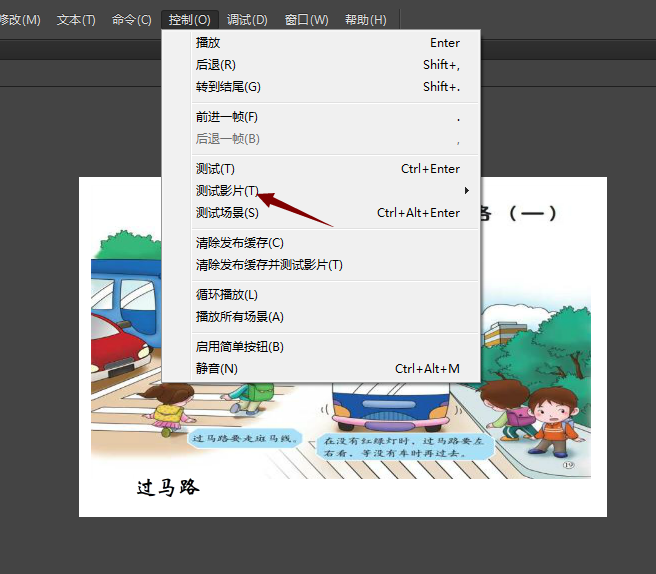 修改(M) 文本(T) 命令(C) 控制(O) 调试(D) 窗口(W) 帮助(H)
播放 Enter
后退(R) Shift+,
转到结尾(G) Shift+.
前进一帧(F) .
后退一帧(B) ,
测试(T) Ctrl+Enter
测试影片(T)
测试场景(S) Ctrl+Alt+Enter
清除发布缓存(C)
清除发布缓存并测试影片(T)
循环播放(L)
播放所有场景(A)
启用简单按钮(B)
静音(N) Ctrl+Alt+M
路（一）
过马路要走斑马线。
在没有红绿灯时，过马路要左
右看，等没有车时再过去。
19
过马路